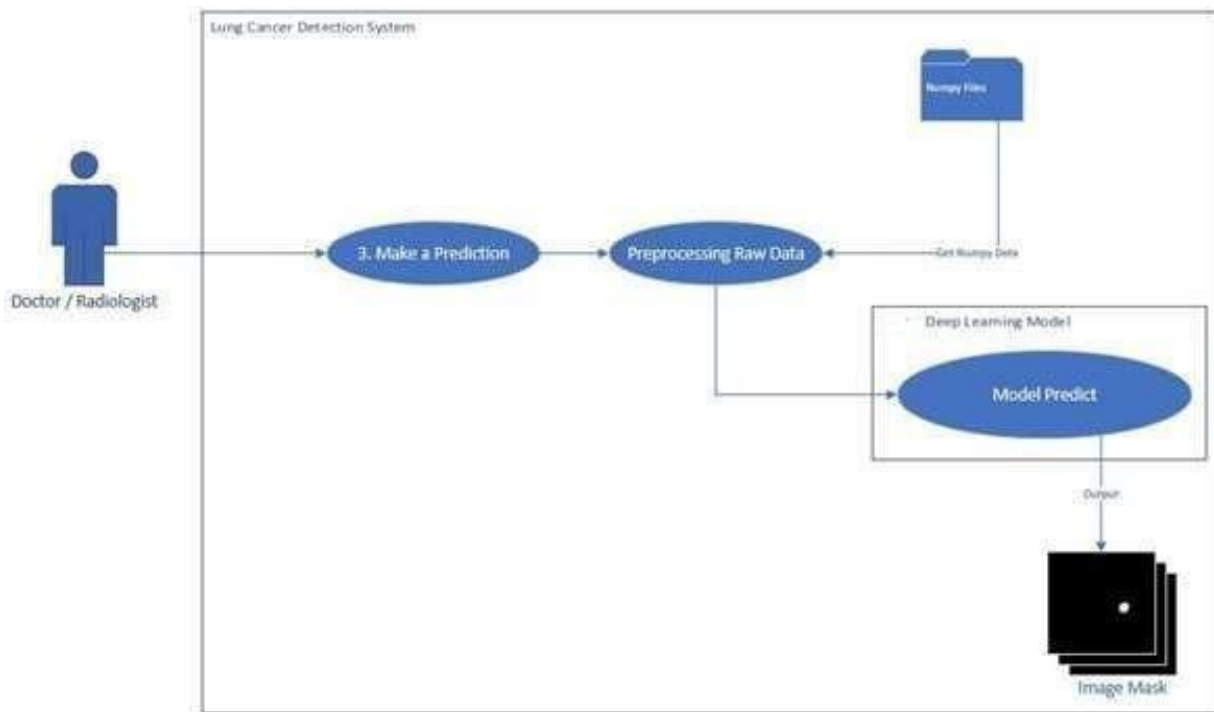 Lung Cancer Detection System
Numpy Files
Doctor / Radiologist
3. Make a Prediction
Preprocessing Raw Data
Get Numpy Data
Deep Learning Model
Model Predict
Output
Image Mask